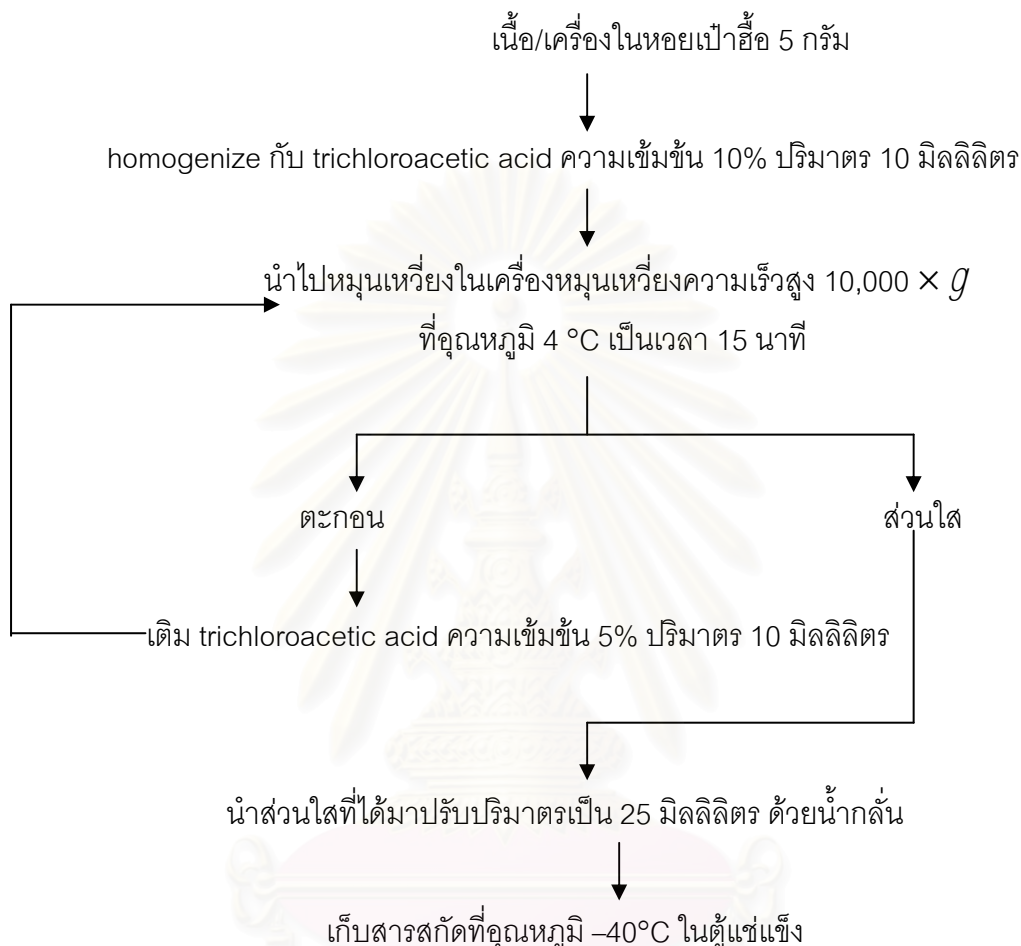 เนื้อ/เครื่องในหอยเป๋าฮื้อ 5 กรัม
homogenize กับ trichloroacetic acid ความเข้มข้น 10% ปริมาตร 10 มิลลิลิตร
นำไปหมุนเหวี่ยงในเครื่องหมุนเหวี่ยงความเร็วสูง 10,000 × g
ที่อุณหภูมิ 4 °C เป็นเวลา 15 นาที
ตะกอน
ส่วนใส
เติม trichloroacetic acid ความเข้มข้น 5% ปริมาตร 10 มิลลิลิตร
นำส่วนใสที่ได้มาปรับปริมาตรเป็น 25 มิลลิลิตร ด้วยน้ำกลั่น
เก็บสารสกัดที่อุณหภูมิ –40°C ในตู้แช่แข็ง